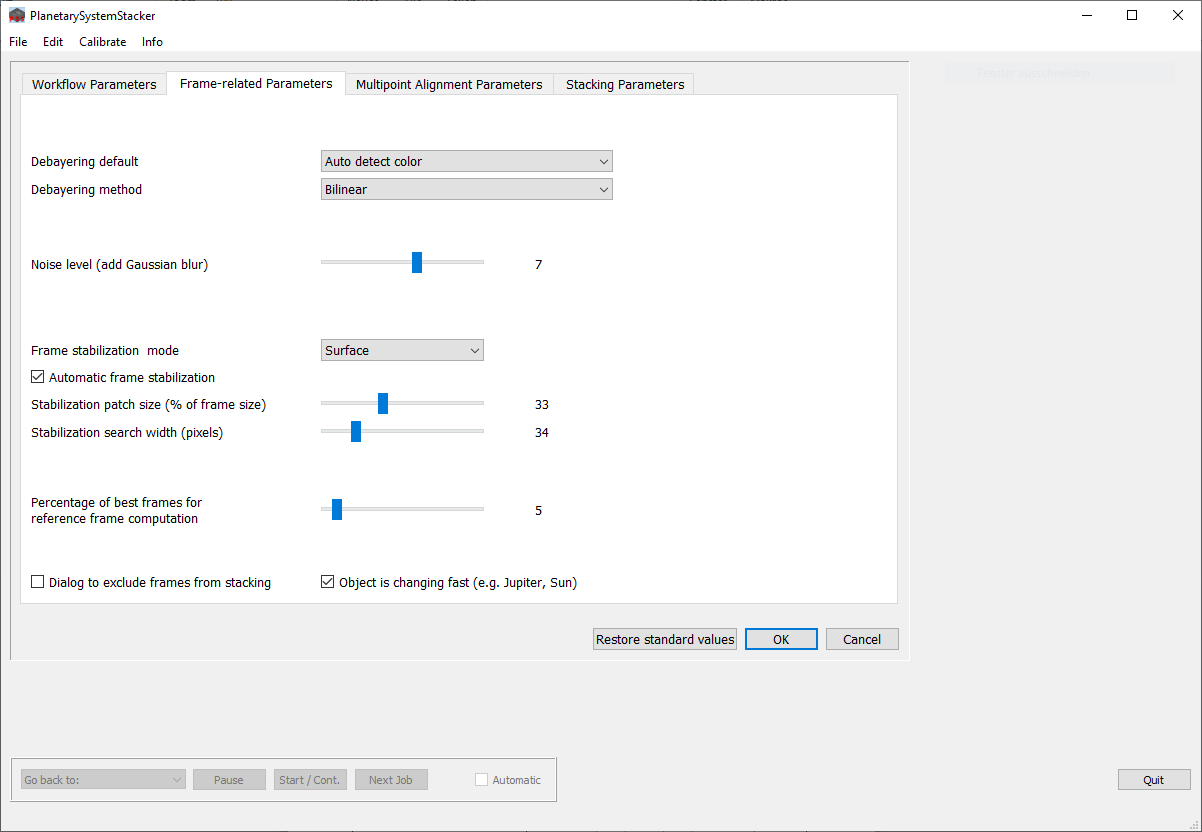 PlanetarySystemStacker
File Edit Calibrate Info
Workflow Parameters Frame-related Parameters Multipoint Alignment Parameters Stacking Parameters
Debayering default Auto detect color
Debayering method Bilinear
Noise level (add Gaussian blur) 7
Frame stabilization mode Surface
Automatic frame stabilization
Stabilization patch size (% of frame size) 33
Stabilization search width (pixels) 34
Percentage of best frames for
reference frame computation 5
Dialog to exclude frames from stacking Object is changing fast (e.g. Jupiter, Sun)
Restore standard values OK Cancel
Go back to: Pause Start / Cont. Next Job Automatic Quit